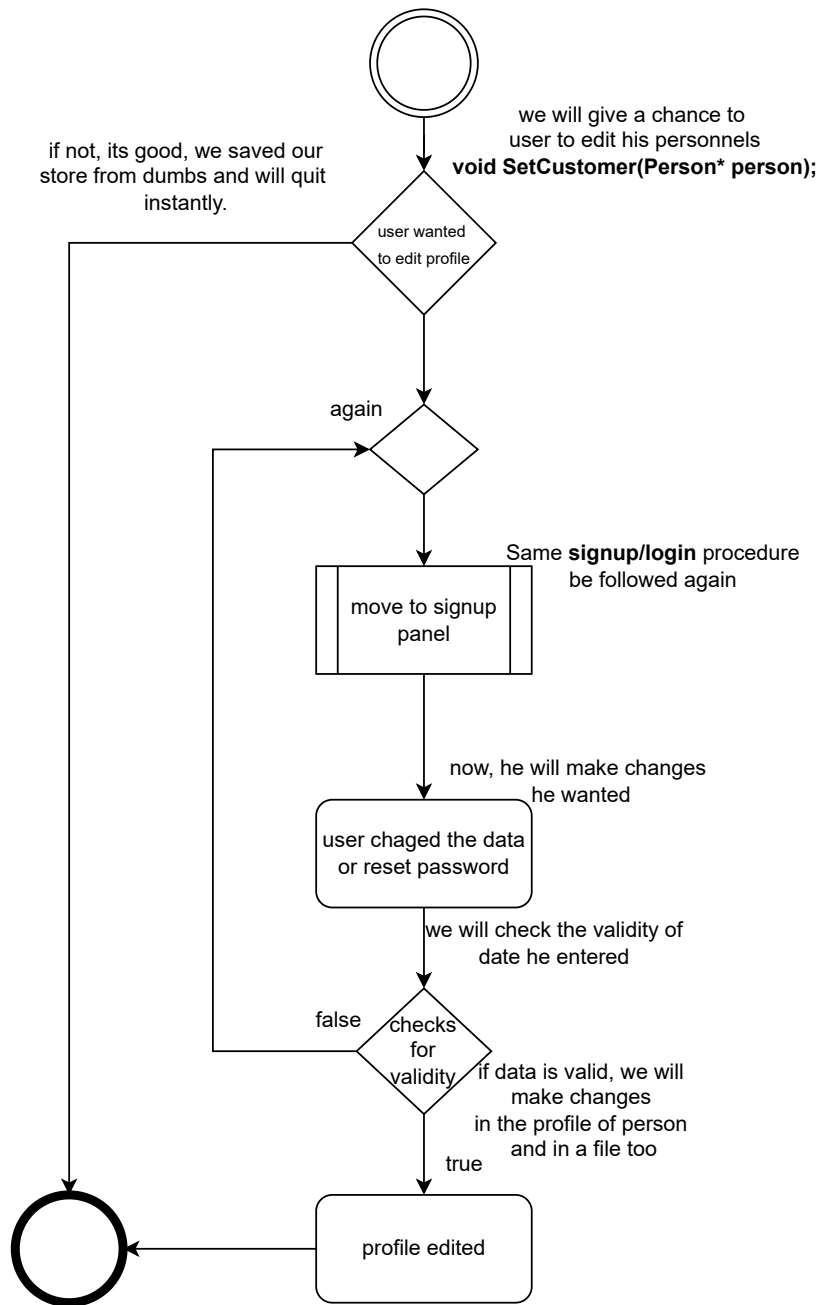 we will give a chance to
user to edit his personnels
void SetCustomer(Person* person);
if not, its good, we saved our
store from dumbs and will quit
instantly.
user wanted
to edit profile
again
Same signup/login procedure
be followed again
move to signup
panel
now, he will make changes
he wanted
user chaged the data
or reset password
we will check the validity of
date he entered
false
checks
for
validity
if data is valid, we will
make changes
in the profile of person
and in a file too
true
profile edited